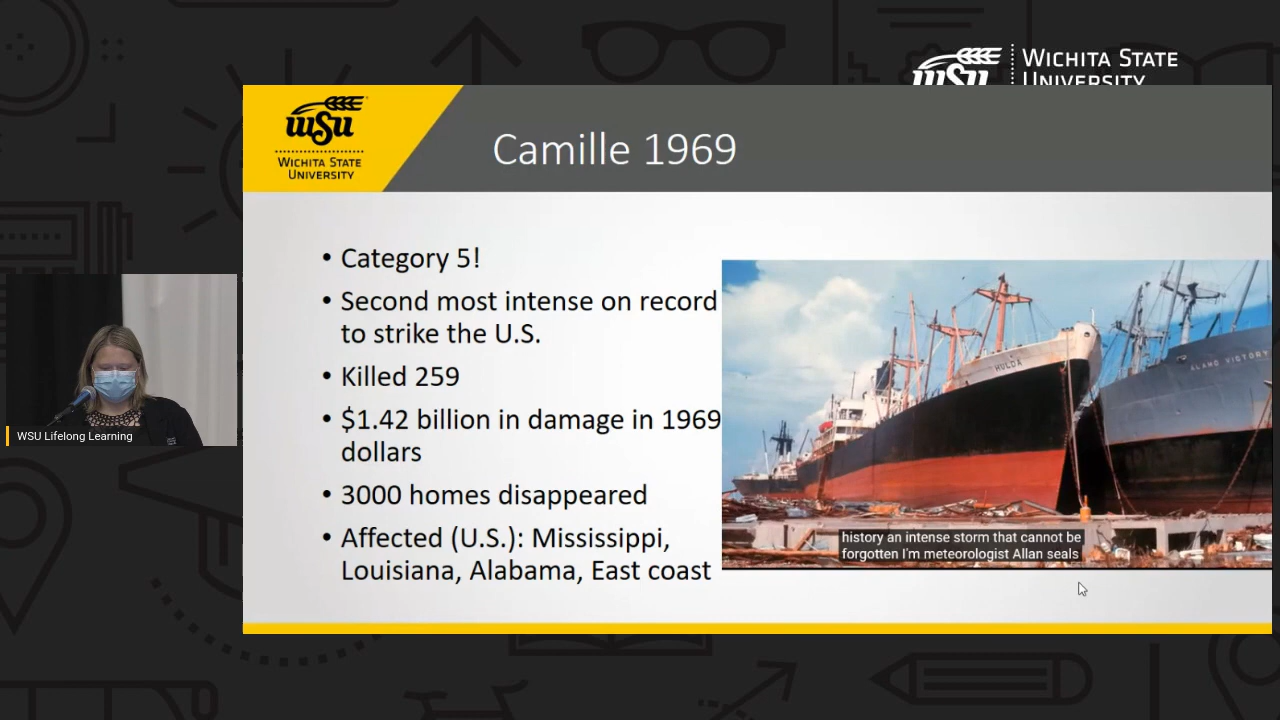 WICHITA STATE
UNIVERSITY
wsu
WICHITA STATE
UNIVERSITY
Camille 1969
• Category 5!
• Second most intense on record
to strike the U.S.
• Killed 259
• $1.42 billion in damage in 1969
dollars
• 3000 homes disappeared
• Affected (U.S.): Mississippi,
Louisiana, Alabama, East coast
HULDA
ALAMO VICTORY
history an intense storm that cannot be
forgotten I'm meteorologist Allan seals
WSU Lifelong Learning